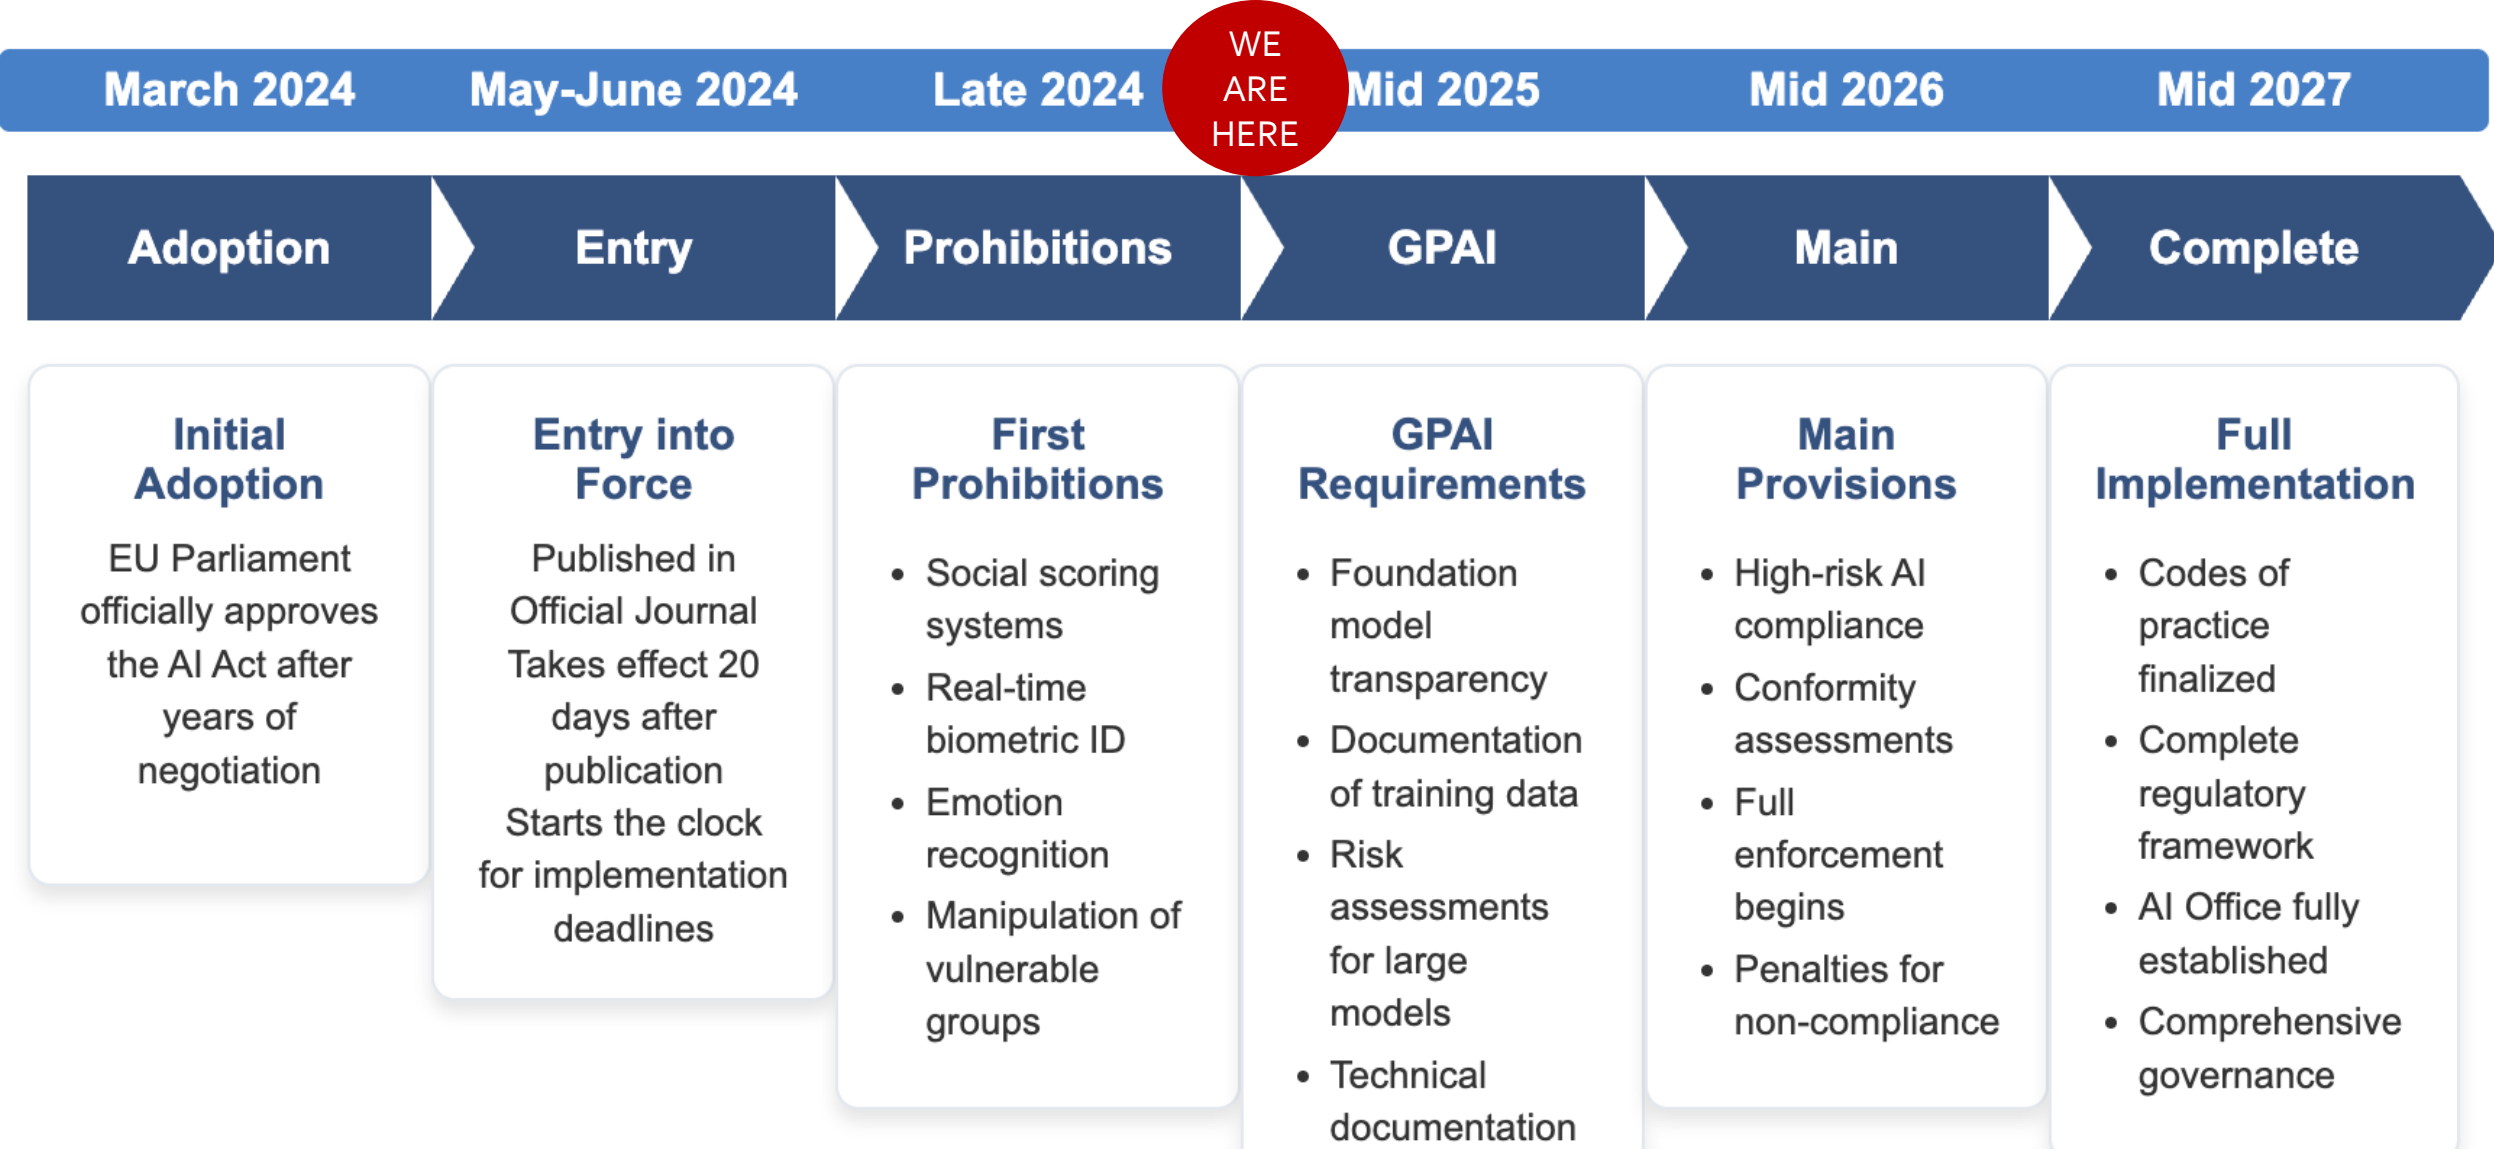 WE
ARE
HERE
March 2024
May-June 2024
Late 2024
Mid 2025
Mid 2026
Mid 2027
Adoption
Entry
Prohibitions
GPAI
Main
Complete
Initial
Adoption
EU Parliament
officially approves
the AI Act after
years of
negotiation
Entry into
Force
Published in
Official Journal
Takes effect 20
days after
publication
Starts the clock
for implementation
deadlines
First
Prohibitions
• Social scoring
systems
• Real-time
biometric ID
• Emotion
recognition
• Manipulation of
vulnerable
groups
GPAI
Requirements
• Foundation
model
transparency
• Documentation
of training data
• Risk
assessments
for large
models
• Technical
documentation
Main
Provisions
• High-risk AI
compliance
• Conformity
assessments
• Full
enforcement
begins
• Penalties for
non-compliance
Full
Implementation
• Codes of
practice
finalized
• Complete
regulatory
framework
• AI Office fully
established
• Comprehensive
governance